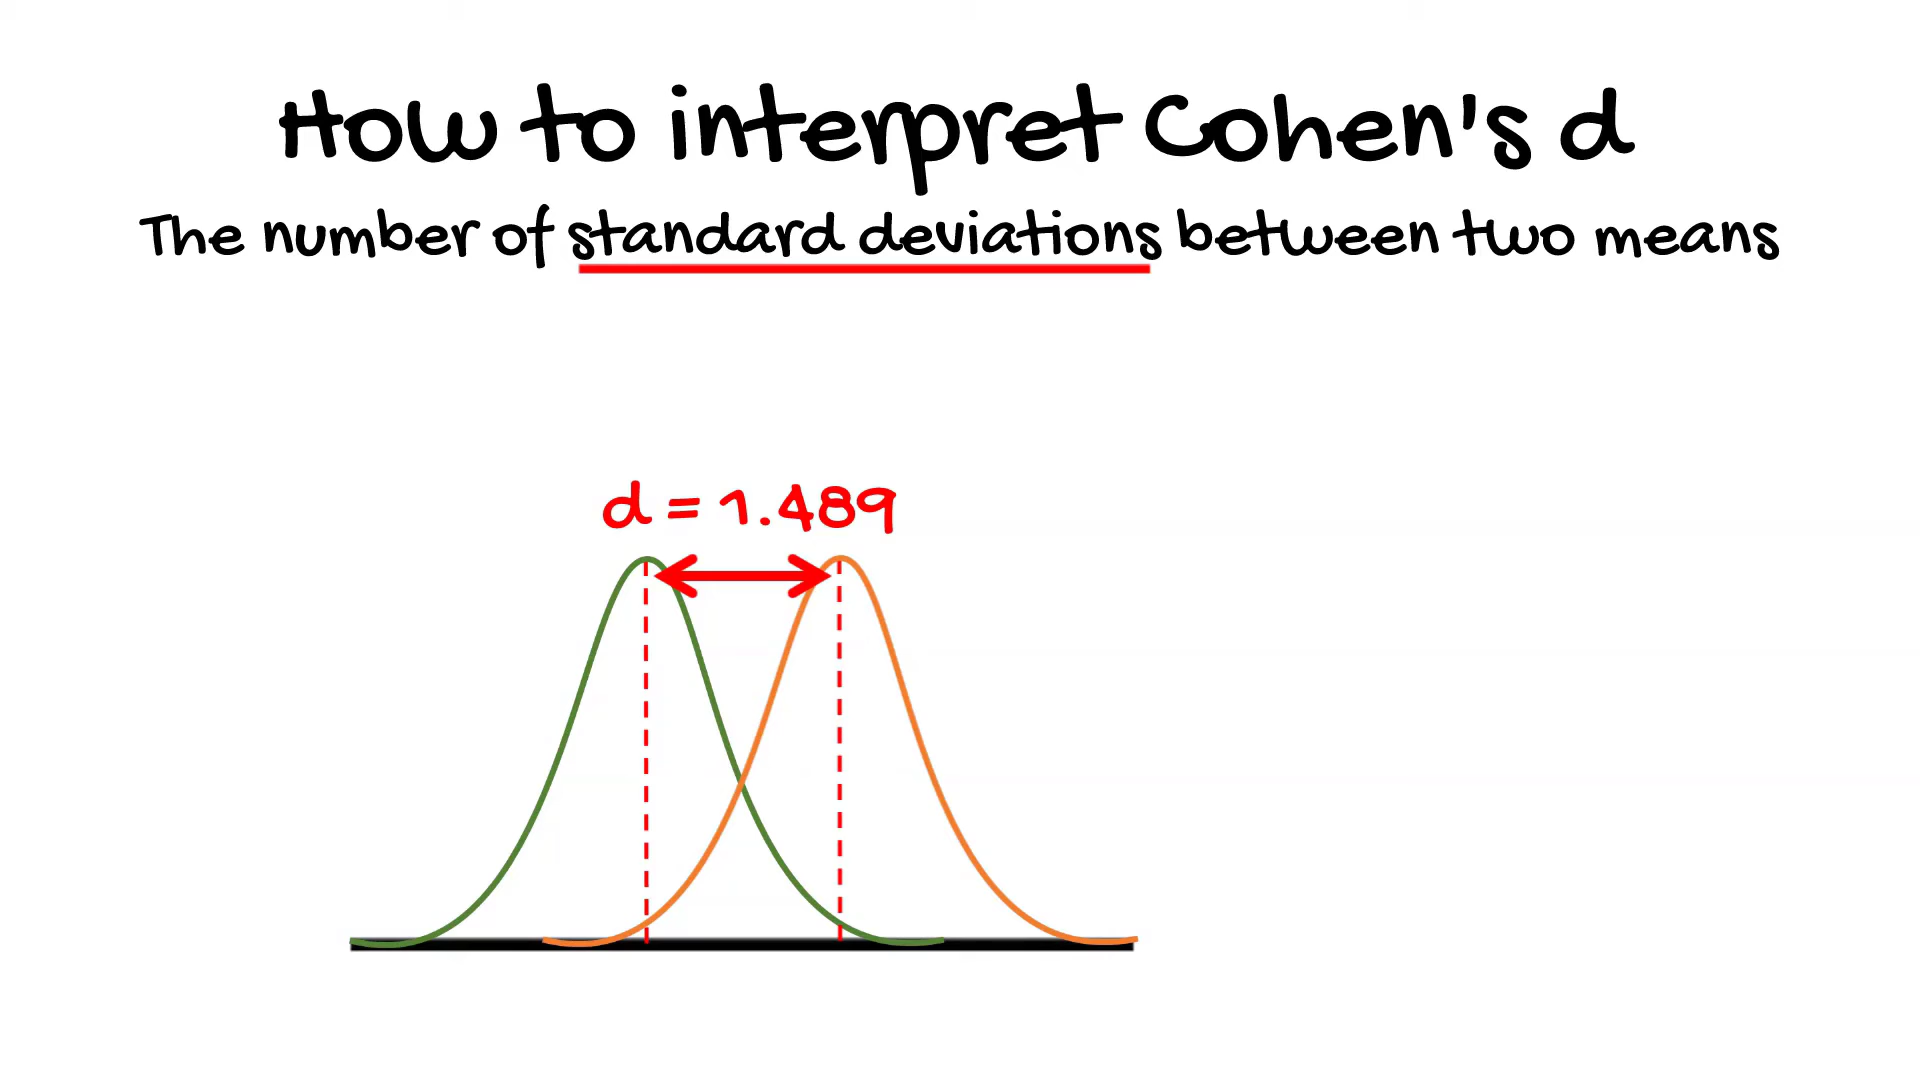 How to interpret Cohen's d
The number of standard deviations between two means
d = 1.489